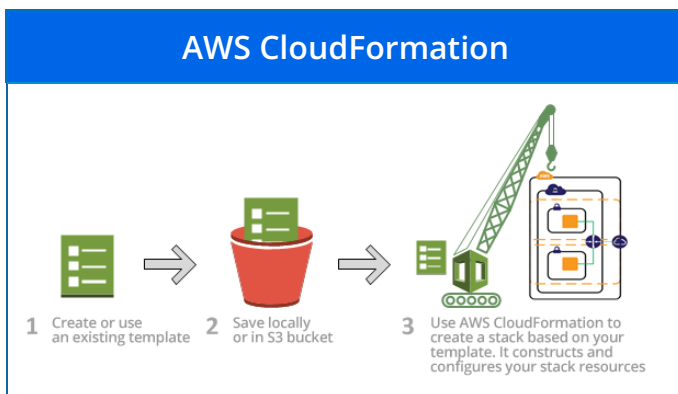 AWS CloudFormation
aws
1 Create or use
an existing template
2 Save locally
or in S3 bucket
3 Use AWS CloudFormation to
create a stack based on your
template. It constructs and
configures your stack resources